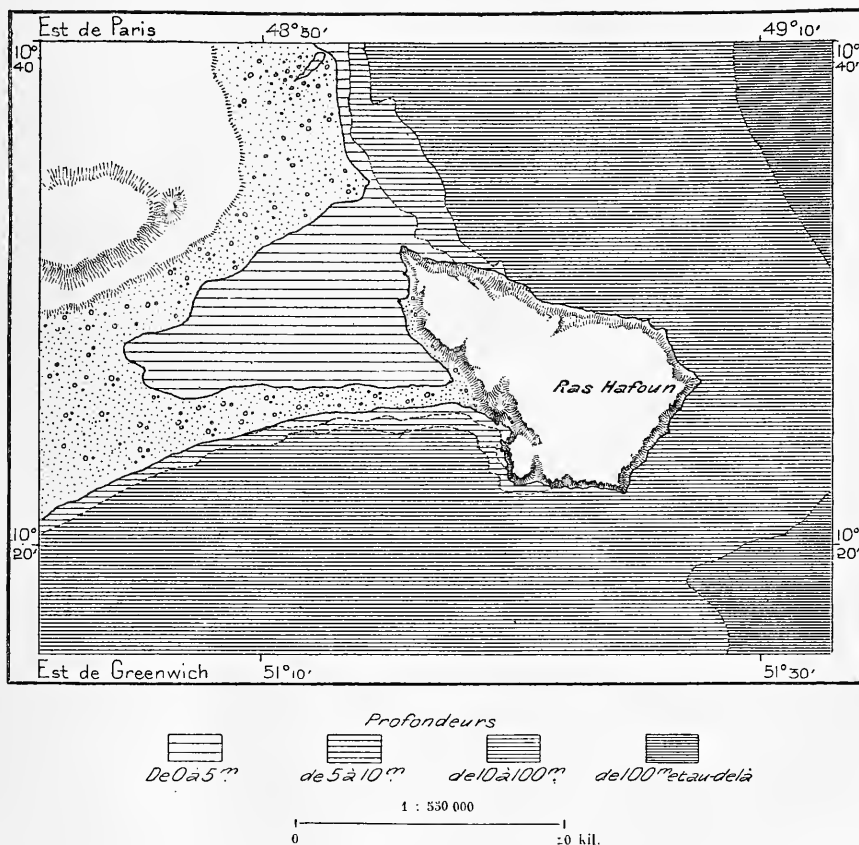 Est de Paris 48°50' 49°10'
10° 10°
40' 40'
Ras Hafoun
10° 10°
20' 20'
Est de Greenwich 51°10' 51°30'
Profondeurs
De 0 à 5m. de 5 à 10m. de 10 à 100m. de 100m et au-delà
1 : 550 000
0 kil.